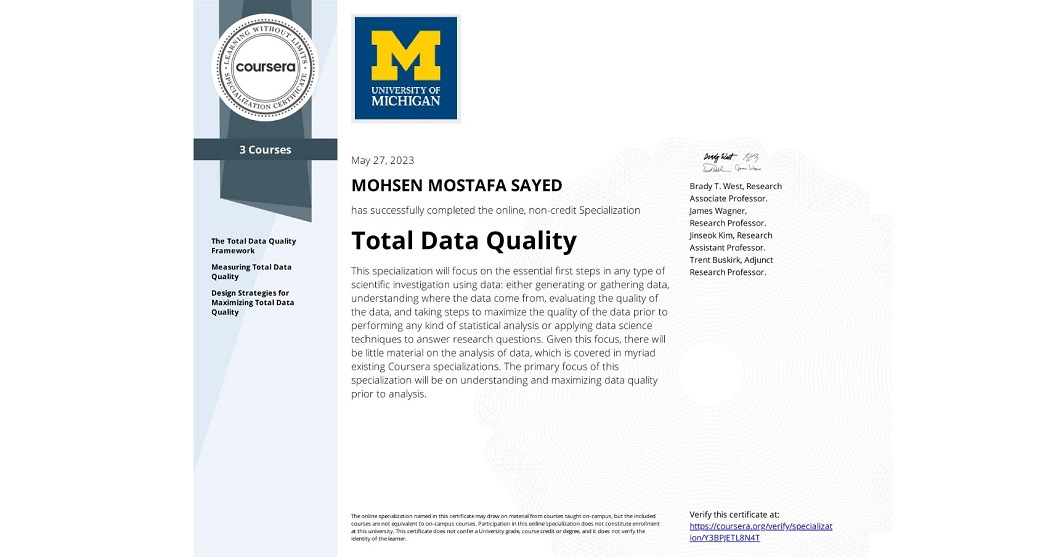 LEARNING WITHOUT LIMITS
coursera
SPECIALIZATION CERTIFICATE
3 Courses
The Total Data Quality
Framework
Measuring Total Data
Quality
Design Strategies for
Maximizing Total Data
Quality
M
UNIVERSITY OF
MICHIGAN
May 27, 2023
MOHSEN MOSTAFA SAYED
has successfully completed the online, non-credit Specialization
Total Data Quality
This specialization will focus on the essential first steps in any type of
scientific investigation using data: either generating or gathering data,
understanding where the data come from, evaluating the quality of
the data, and taking steps to maximize the quality of the data prior to
performing any kind of statistical analysis or applying data science
techniques to answer research questions. Given this focus, there will
be little material on the analysis of data, which is covered in myriad
existing Coursera specializations. The primary focus of this
specialization will be on understanding and maximizing data quality
prior to analysis.
Brady T. West, Research
Associate Professor.
James Wagner,
Research Professor.
Jinseok Kim, Research
Assistant Professor.
Trent Buskirk, Adjunct
Research Professor.
The online specialization named in this certificate may draw on material from courses taught on-campus, but the included
courses are not equivalent to on-campus courses. Participation in this online specialization does not constitute enrollment
at this university. This certificate does not confer a University grade, course credit or degree, and it does not verify the
identity of the learner.
Verify this certificate at:
https://coursera.org/verify/specializat
ion/Y3BPJETL8N4T